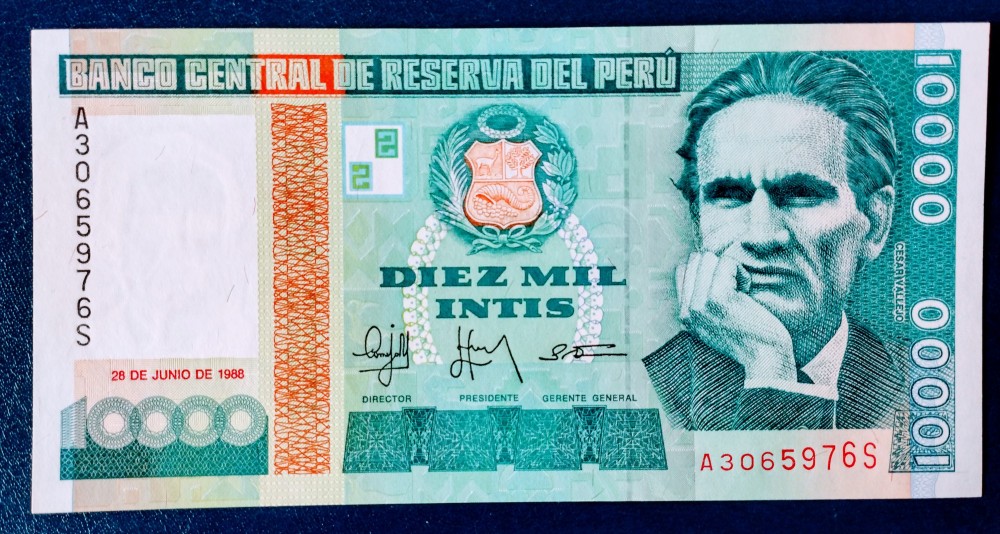 BANCO CENTRAL DE RESERVA DEL PERÚ
A3065976S
DIEZ MIL
INTIS
28 DE JUNIO DE 1988
DIRECTOR PRESIDENTE GERENTE GENERAL
10000
CESAR VALLEJO
10000
10000
A3065976S